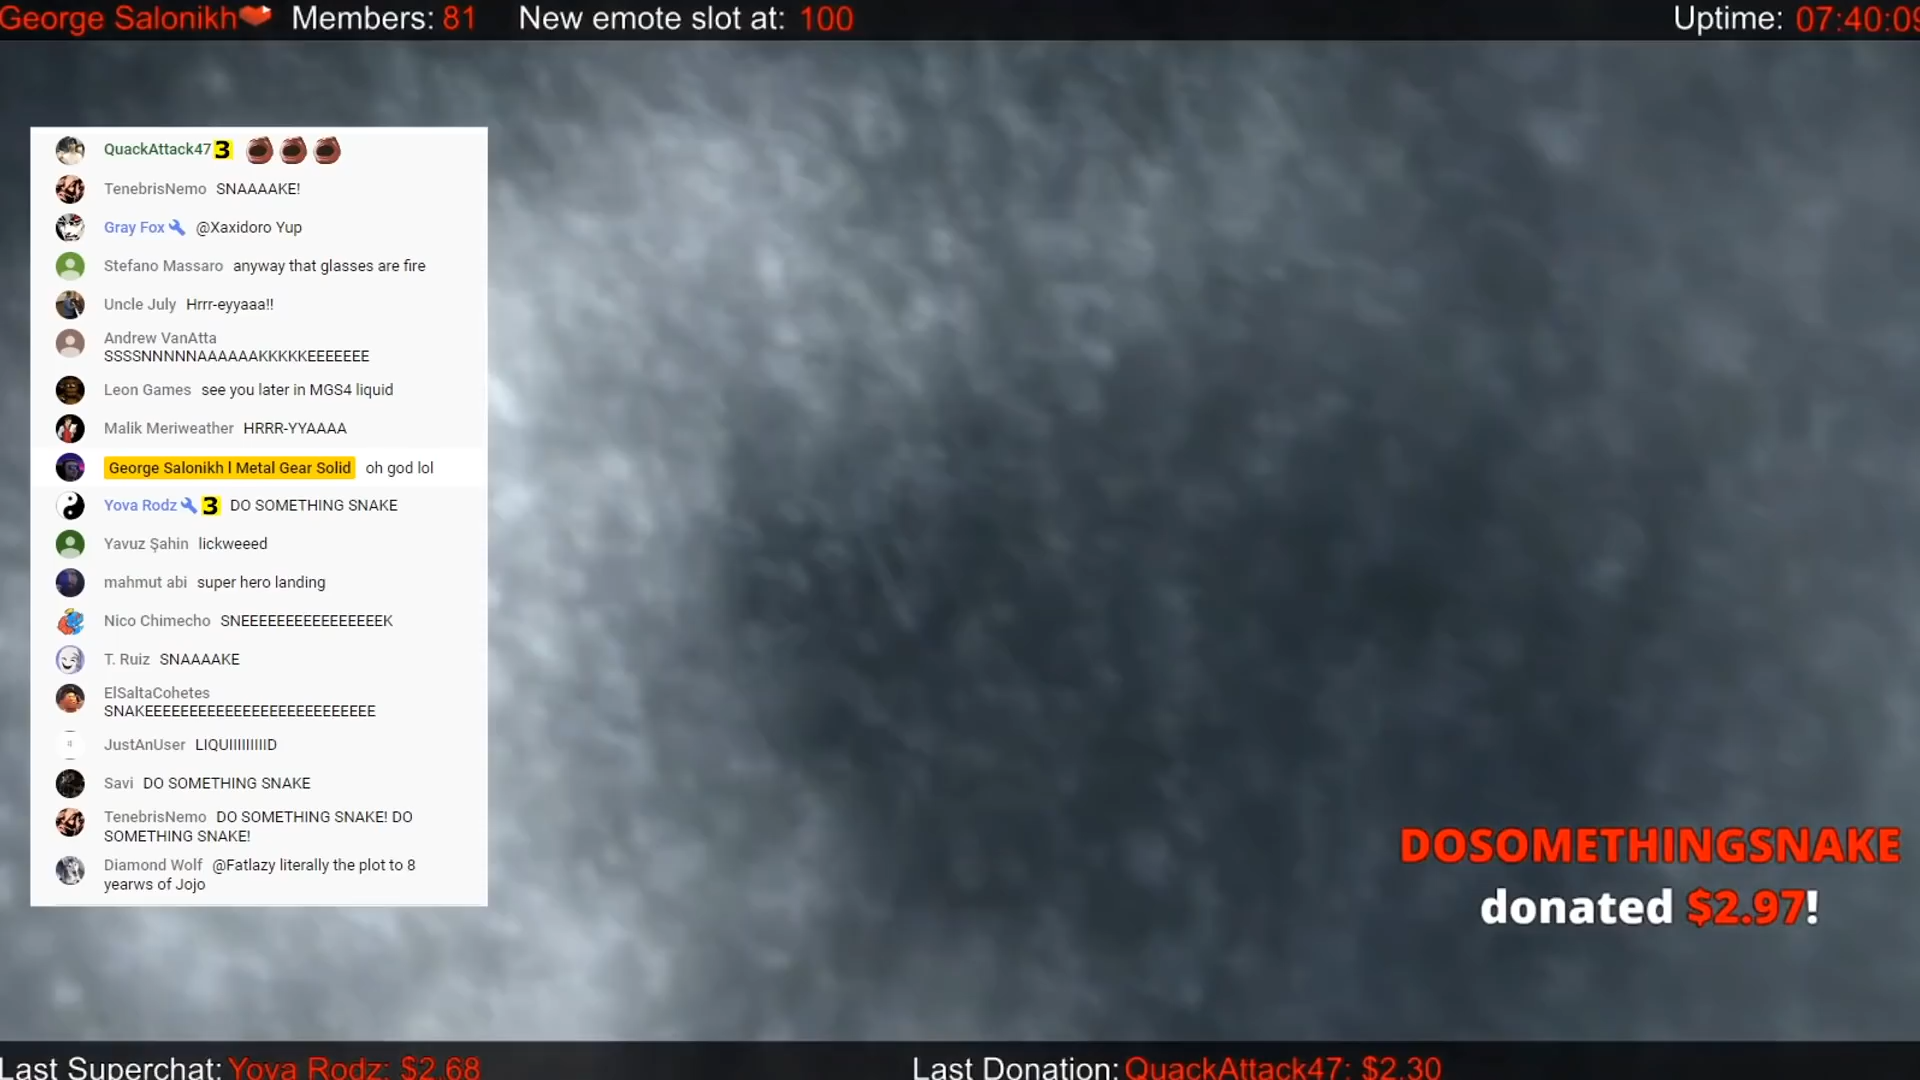 George Salonikh Members: 81 New emote slot at: 100 Uptime: 07:40:09
QuackAttack47 3
TenebrisNemo SNAAAAKE!
Gray Fox @Xaxidoro Yup
Stefano Massaro anyway that glasses are fire
Uncle July Hrrr-eyyaaa!!
Andrew VanAtta
SSSSNNNNNAAAAAAKKKKKEEEEEEE
Leon Games see you later in MGS4 liquid
Malik Meriweather HRRR-YYAAAA
George Salonikh l Metal Gear Solid oh god lol
Yova Rodz 3 DO SOMETHING SNAKE
Yavuz Şahin lickweeed
mahmut abi super hero landing
Nico Chimecho SNEEEEEEEEEEEEEEEEK
T. Ruiz SNAAAAKE
ElSaltaCohetes
SNAKEEEEEEEEEEEEEEEEEEEEEEEEEE
JustAnUser LIQUIIIIIIIIID
Savi DO SOMETHING SNAKE
TenebrisNemo DO SOMETHING SNAKE! DO
SOMETHING SNAKE!
Diamond Wolf @Fatlazy literally the plot to 8
yearws of Jojo
DOSOMETHINGSNAKE
donated $2.97!
Last Superchat: Yova Rodz: $2.68 Last Donation: QuackAttack47: $2.30